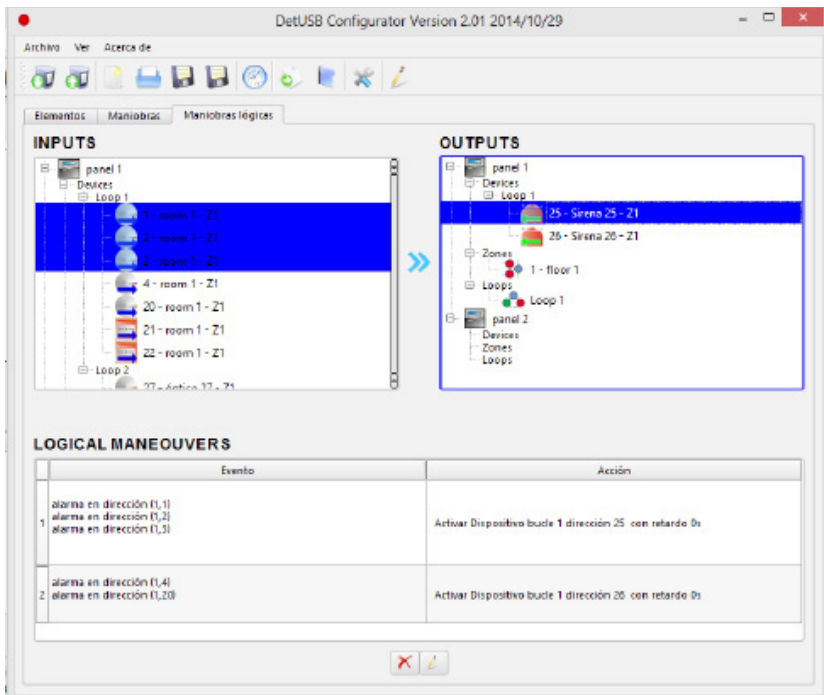 DetUSB Configurator Version 2.01 2014/10/29
Archivo Ver Acerca de
Elementos Maniobras Maniobras lógicas
INPUTS
panel 1
Devices
Loop 1
1 - room 1 - Z1
2 - room 1 - Z1
3 - room 1 - Z1
4 - room 1 - Z1
20 - room 1 - Z1
21 - room 1 - Z1
22 - room 1 - Z1
Loop 2
27 - óptico 27 - Z1
OUTPUTS
panel 1
Devices
Loop 1
25 - Sirena 25 - Z1
26 - Sirena 26 - Z1
Zones
1 - floor 1
Loops
Loop 1
panel 2
Devices
Zones
Loops
LOGICAL MANEOUVERS
Evento Acción
1
alarma en dirección (1,1)
alarma en dirección (1,2)
alarma en dirección (1,3)
Activar Dispositivo bucle 1 dirección 25 con retardo 0s
2
alarma en dirección (1,4)
alarma en dirección (1,20)
Activar Dispositivo bucle 1 dirección 26 con retardo 0s